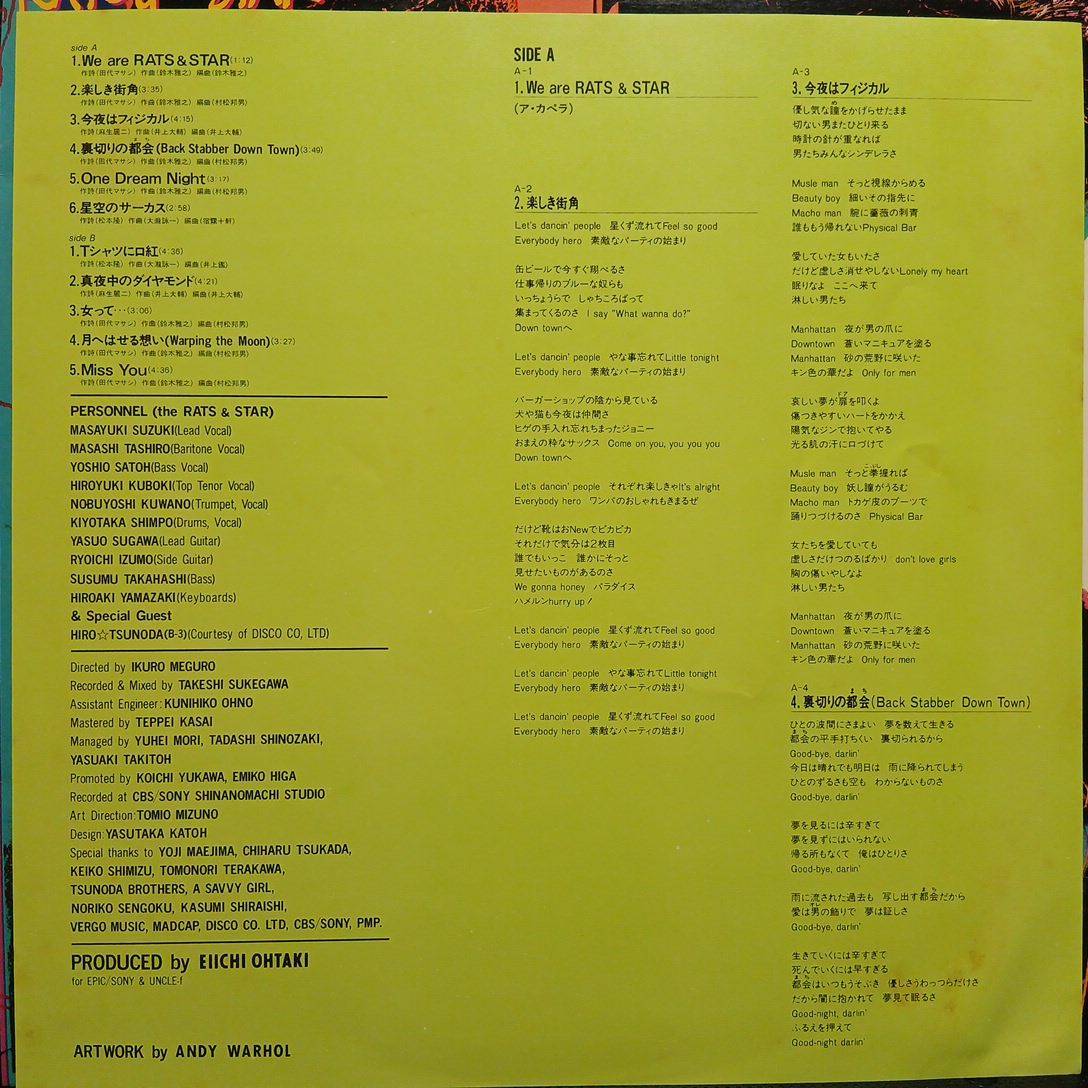 side A
1.We are RATS&STAR(1:12)
作詩(田代マサシ) 作曲(鈴木雅之) 編曲(鈴木雅之)
2.楽しき街角(3:35)
作詩(田代マサシ) 作曲(鈴木雅之) 編曲(村松邦男)
3.今夜はフィジカル(4:15)
作詩(麻生麗二) 作曲(井上大輔) 編曲(井上大輔)
4.裏切りの都会(Back Stabber Down Town)(3:49)
作詩(田代マサシ) 作曲(鈴木雅之) 編曲(村松邦男)
5.One Dream Night(3:17)
作詩(田代マサシ) 作曲(鈴木雅之) 編曲(村松邦男)
6.星空のサーカス(2:58)
作詩(松本隆) 作曲(大瀧詠一) 編曲(宿霧十軒)
side B
1.Tシャツに口紅(4:36)
作詩(松本隆) 作曲(大瀧詠一) 編曲(井上鑑)
2.真夜中のダイヤモンド(4:21)
作詩(麻生麗二) 作曲(井上大輔) 編曲(井上大輔)
3.女って…(3:06)
作詩(田代マサシ) 作曲(鈴木雅之) 編曲(村松邦男)
4.月へはせる想い(Warping the Moon)(3:27)
作詩(田代マサシ) 作曲(鈴木雅之) 編曲(村松邦男)
5.Miss You(4:36)
作詩(田代マサシ) 作曲(鈴木雅之) 編曲(村松邦男)
PERSONNEL (the RATS & STAR)
MASAYUKI SUZUKI(Lead Vocal)
MASASHI TASHIRO(Baritone Vocal)
YOSHIO SATOH(Bass Vocal)
HIROYUKI KUBOKI(Top Tenor Vocal)
NOBUYOSHI KUWANO(Trumpet, Vocal)
KIYOTAKA SHIMPO(Drums, Vocal)
YASUO SUGAWA(Lead Guitar)
RYOICHI IZUMO(Side Guitar)
SUSUMU TAKAHASHI(Bass)
HIROAKI YAMAZAKI(Keyboards)
& Special Guest
HIRO☆TSUNODA(B-3)(Courtesy of DISCO CO, LTD)
Directed by IKURO MEGURO
Recorded & Mixed by TAKESHI SUKEGAWA
Assistant Engineer:KUNIHIKO OHNO
Mastered by TEPPEI KASAI
Managed by YUHEI MORI, TADASHI SHINOZAKI,
YASUAKI TAKITOH
Promoted by KOICHI YUKAWA, EMIKO HIGA
Recorded at CBS/SONY SHINANOMACHI STUDIO
Art Direction:TOMIO MIZUNO
Design:YASUTAKA KATOH
Special thanks to YOJI MAEJIMA, CHIHARU TSUKADA,
KEIKO SHIMIZU, TOMONORI TERAKAWA,
TSUNODA BROTHERS, A SAVVY GIRL,
NORIKO SENGOKU, KASUMI SHIRAISHI,
VERGO MUSIC, MADCAP, DISCO CO. LTD, CBS/SONY, PMP.
PRODUCED by EIICHI OHTAKI
for EPIC/SONY & UNCLE-f
ARTWORK by ANDY WARHOL
SIDE A
A-1
1.We are RATS & STAR
(ア・カペラ)
A-2
2.楽しき街角
Let's dancin' people 星くず流れてFeel so good
Everybody hero 素敵なパーティの始まり
缶ビールで今すぐ翔べるさ
仕事帰りのブルーな奴らも
いっちょうらで しゃちころばって
集まってくるのさ I say "What wanna do?"
Down townへ
Let's dancin' people やな事忘れてLittle tonight
Everybody hero 素敵なパーティの始まり
バーガーショップの陰から見ている
犬や猫も今夜は仲間さ
ヒゲの手入れ忘れちまったジョニー
おまえの粋なサックス Come on you, you you you
Down townへ
Let's dancin' people それぞれ楽しきゃIt's alright
Everybody hero ワンパのおしゃれもきまるぜ
だけど靴はおNewでピカピカ
それだけで気分は2枚目
誰でもいっこ 誰かにそっと
見せたいものがあるのさ
We gonna honey パラダイス
ハメルンhurry up!
Let's dancin' people 星くず流れてFeel so good
Everybody hero 素敵なパーティの始まり
Let's dancin' people やな事忘れてLittle tonight
Everybody hero 素敵なパーティの始まり
Let's dancin' people 星くず流れてFeel so good
Everybody hero 素敵なパーティの始まり
A-3
3.今夜はフィジカル
優し気な瞳をかげらせたまま
切ない男またひとり来る
時計の針が重なれば
男たちみんなシンデレラさ
Musle man そっと視線からめる
Beauty boy 細いその指先に
Macho man 腕に薔薇の刺青
誰ももう帰れないPhysical Bar
愛していた女もいたさ
だけど虚しさ消せやしないLonely my heart
眠りなよ ここへ来て
淋しい男たち
Manhattan 夜が男の爪に
Downtown 蒼いマニキュアを塗る
Manhattan 砂の荒野に咲いた
キン色の華だよ Only for men
哀しい夢が扉を叩くよ
傷つきやすいハートをかかえ
陽気なジンで抱いてやる
光る肌の汗に口づけて
Musle man そっと拳握れば
Beauty boy 妖し瞳がうるむ
Macho man トカゲ皮のブーツで
踊りつづけるのさ Physical Bar
女たちを愛していても
虚しさだけつのるばかり don't love girls
胸の傷いやしなよ
淋しい男たち
Manhattan 夜が男の爪に
Downtown 蒼いマニキュアを塗る
Manhattan 砂の荒野に咲いた
キン色の華だよ Only for men
A-4
4.裏切りの都会(Back Stabber Down Town)
ひとの波間にさまよい 夢を数えて生きる
都会の平手打ちくい 裏切られるから
Good-bye, darlin'
今日は晴れでも明日は 雨に降られてしまう
ひとのずるさも空も わからないものさ
Good-bye, darlin'
夢を見るには辛すぎて
夢を見ずにはいられない
帰る所もなくて 俺はひとりさ
Good-bye, darlin'
雨に流された過去も 写し出す都会だから
愛は男の飾りで 夢は証しさ
Good-bye, darlin'
生きていくには辛すぎて
死んでいくには早すぎる
都会はいつもうそぶき 優しさうわっつらだけさ
だから闇に抱かれて 夢見て眠るさ
Good-night, darlin'
ふるえを押えて
Good-night darlin'